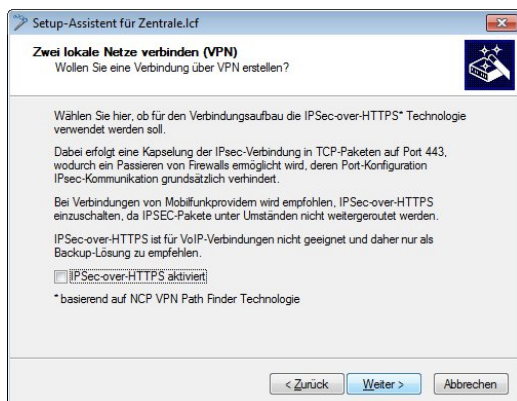 Setup-Assistent für Zentrale.lcf
Zwei lokale Netze verbinden (VPN)
Wollen Sie eine Verbindung über VPN erstellen?
Wählen Sie hier, ob für den Verbindungsaufbau die IPSec-over-HTTPS* Technologie
verwendet werden soll.
Dabei erfolgt eine Kapselung der IPsec-Verbindung in TCP-Paketen auf Port 443,
wodurch ein Passieren von Firewalls ermöglicht wird, deren Port-Konfiguration
IPsec-Kommunikation grundsätzlich verhindert.
Bei Verbindungen von Mobilfunkprovidern wird empfohlen, IPSec-over-HTTPS
einzuschalten, da IPSEC-Pakete unter Umständen nicht weitergeroutet werden.
IPSec-over-HTTPS ist für VoIP-Verbindungen nicht geeignet und daher nur als
Backup-Lösung zu empfehlen.
IPSec-over-HTTPS aktiviert
* basierend auf NCP VPN Path Finder Technologie
< Zurück Weiter > Abbrechen